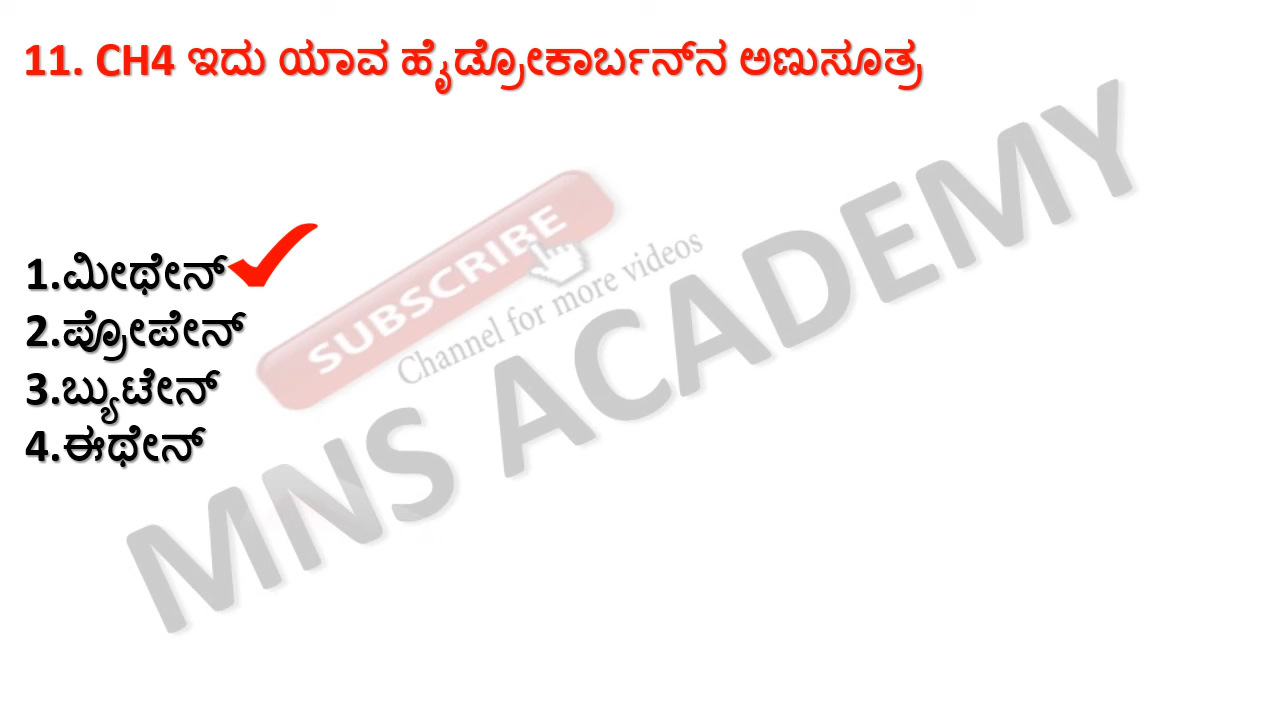 11. CH4 ಇದು ಯಾವ ಹೈಡ್ರೋಕಾರ್ಬನ್‌ನ ಅಣುಸೂತ್ರ
1.ಮೀಥೇನ್
2.ಪ್ರೋಪೇನ್
3.ಬ್ಯುಟೇನ್
4.ಈಥೇನ್
SUBSCRIBE
Channel for more videos
MNS ACADEMY